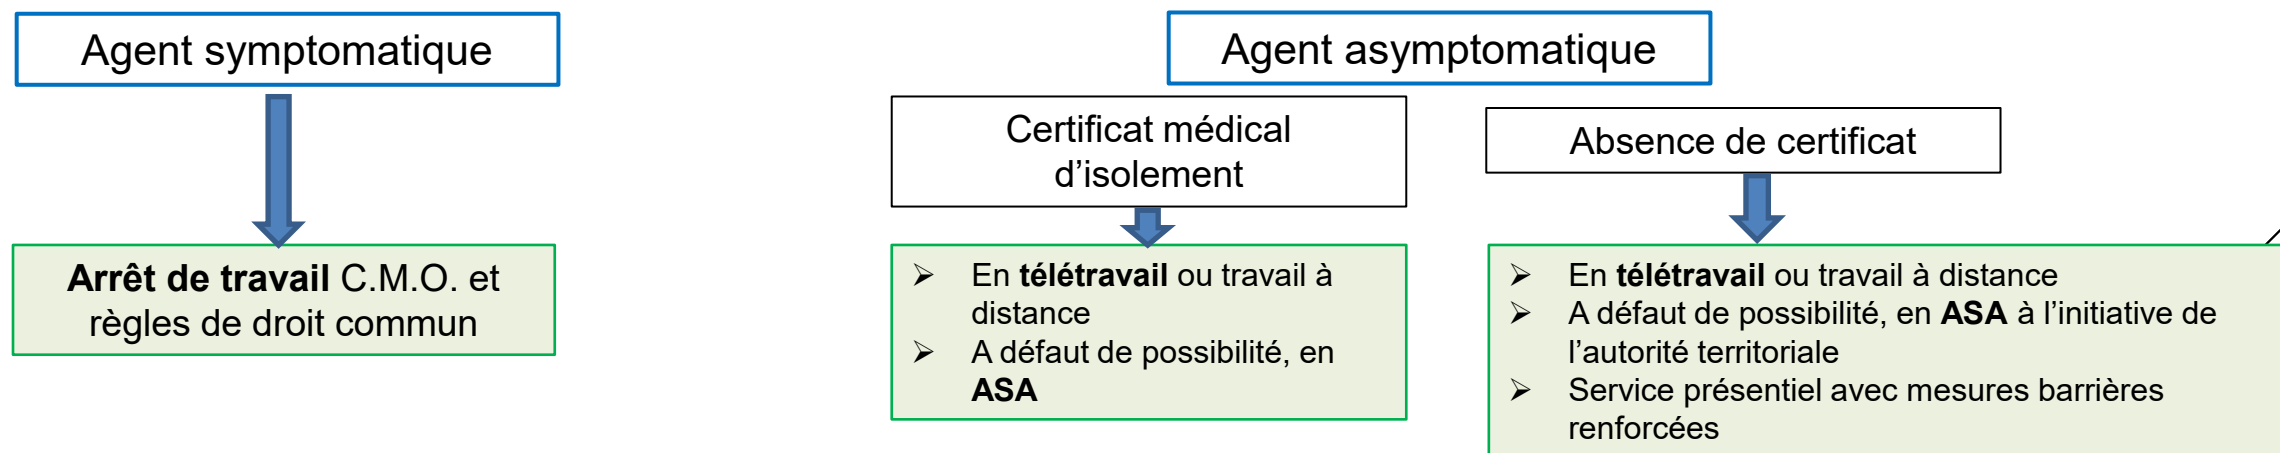 Agent symptomatique
Arrêt de travail C.M.O. et
règles de droit commun
Agent asymptomatique
Certificat médical
d’isolement
➢ En télétravail ou travail à
distance
➢ A défaut de possibilité, en
ASA
Absence de certificat
➢ En télétravail ou travail à distance
➢ A défaut de possibilité, en ASA à l’initiative de
l’autorité territoriale
➢ Service présentiel avec mesures barrières
renforcées